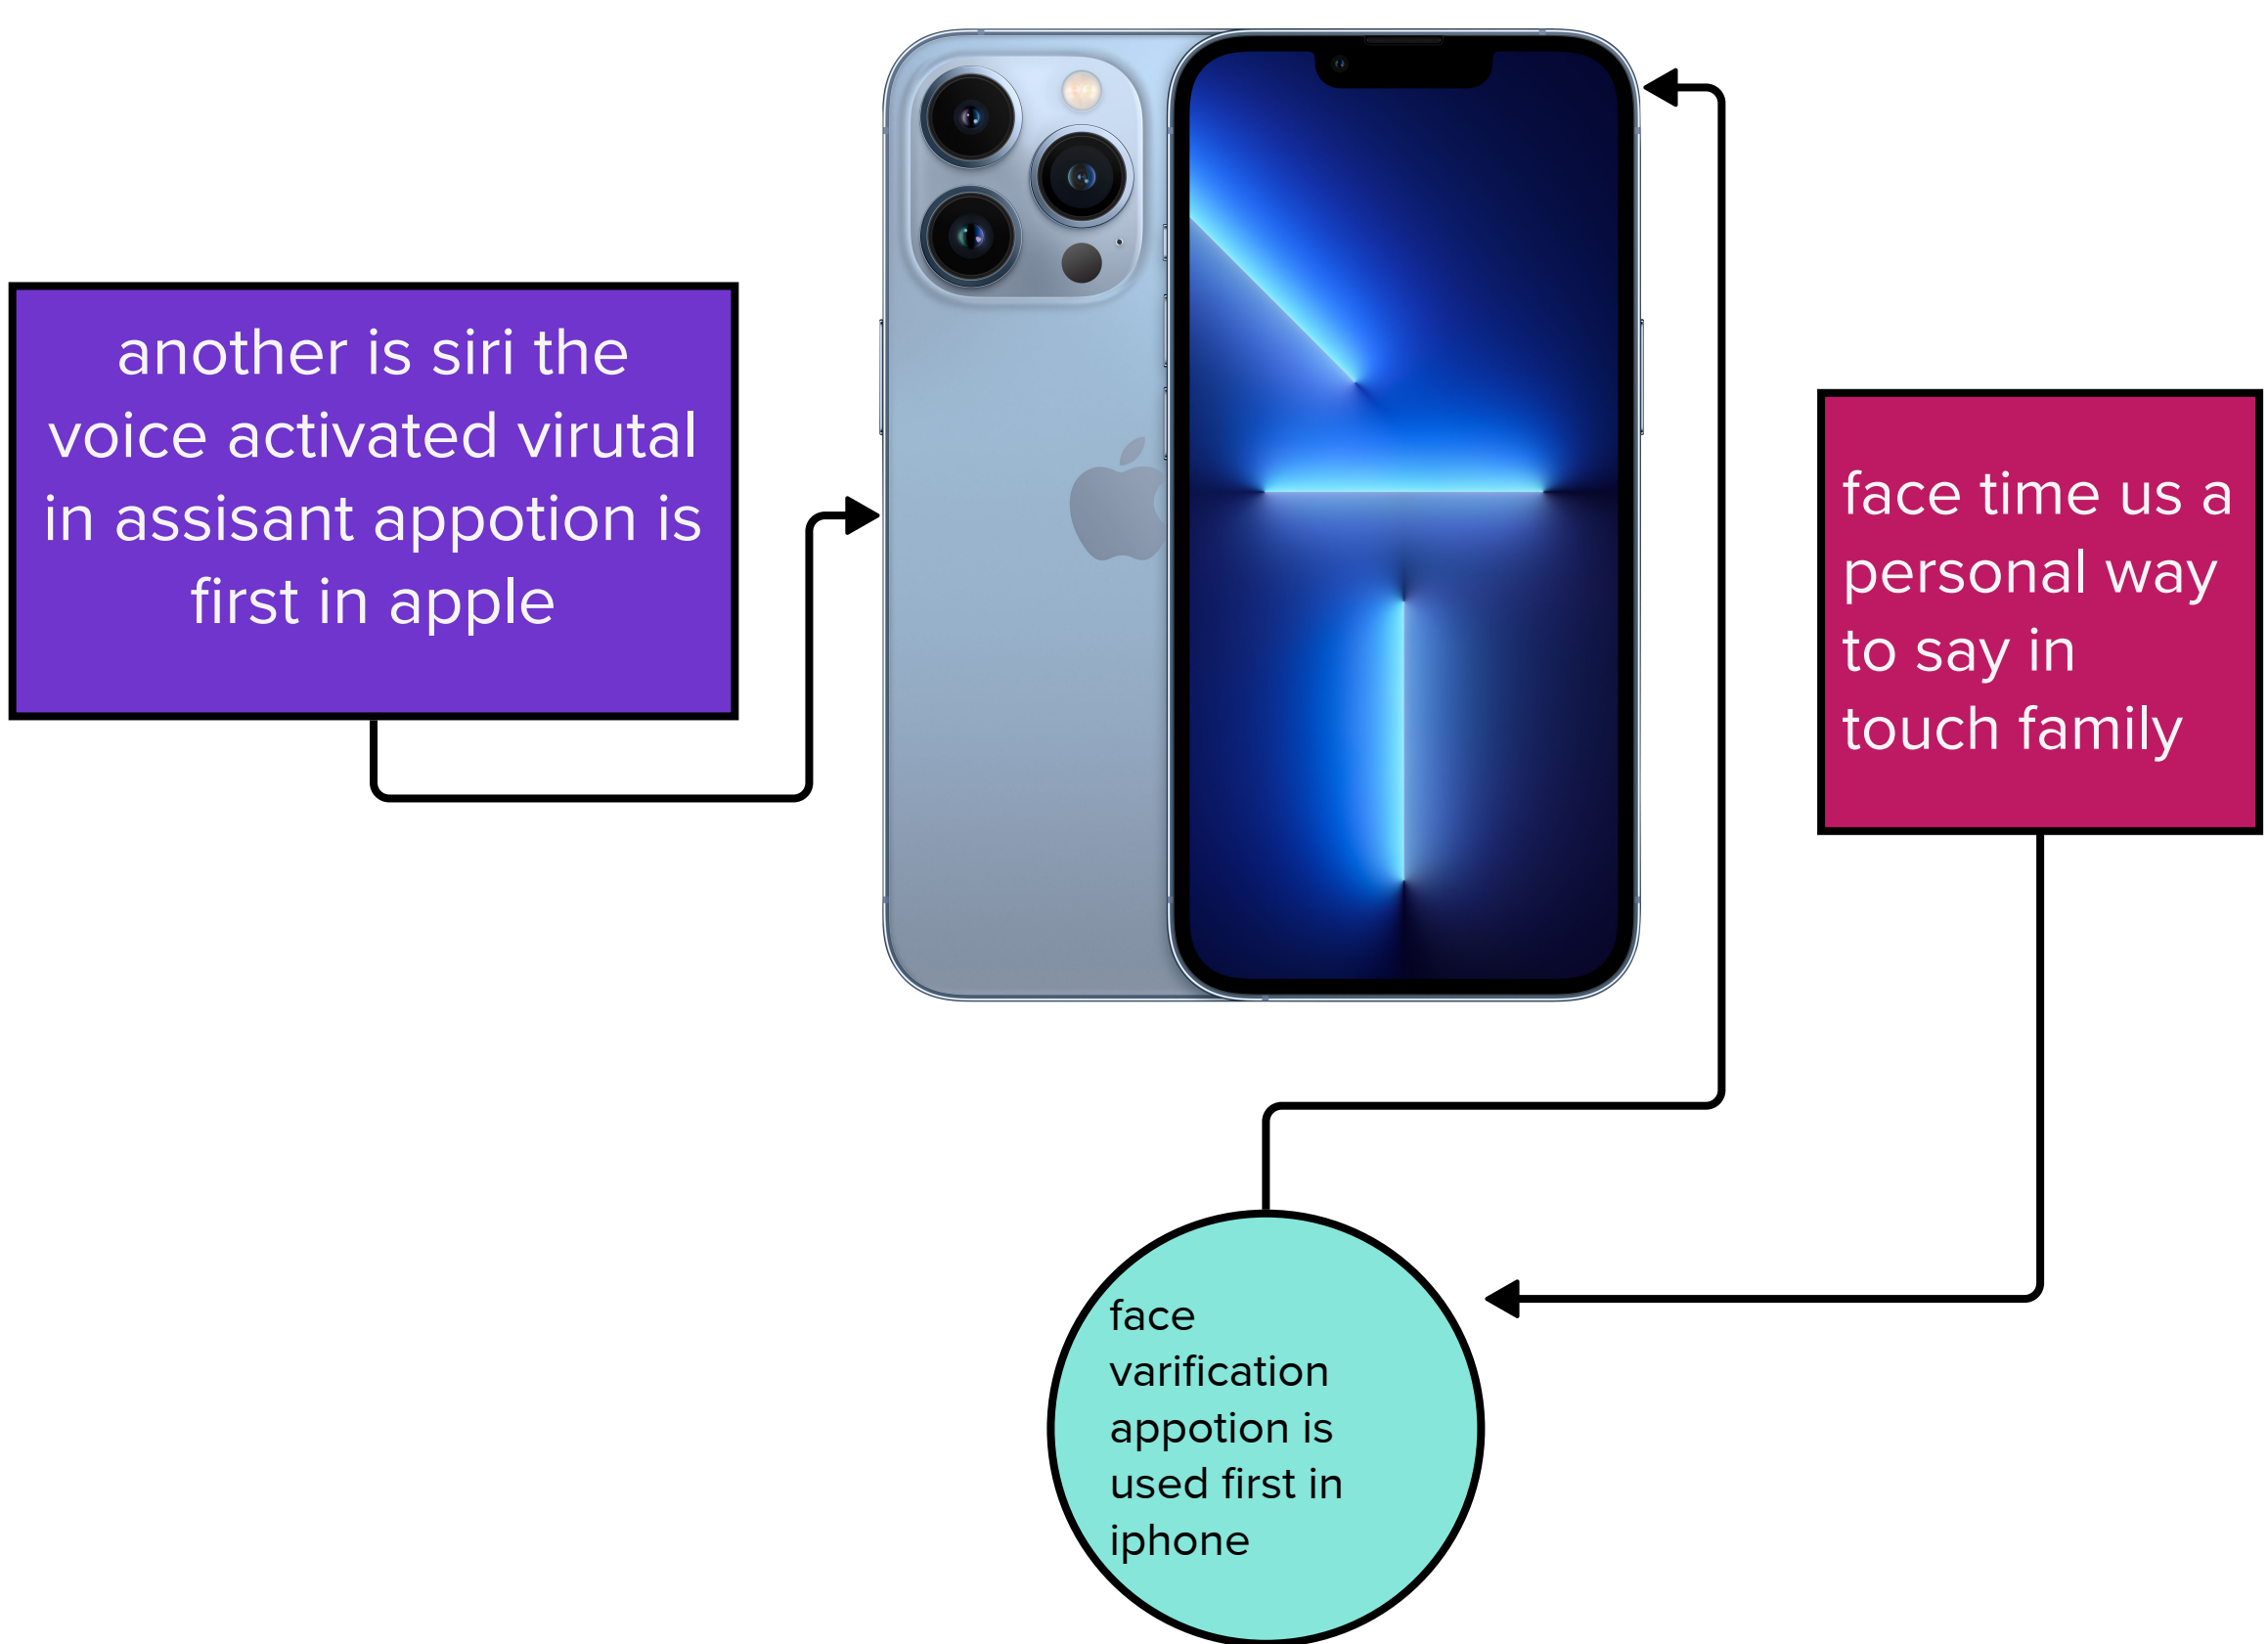 another is siri the
voice activated virutal
in assisant appotion is
first in apple
face time us a
personal way
to say in
touch family
face
varification
appotion is
used first in
iphone